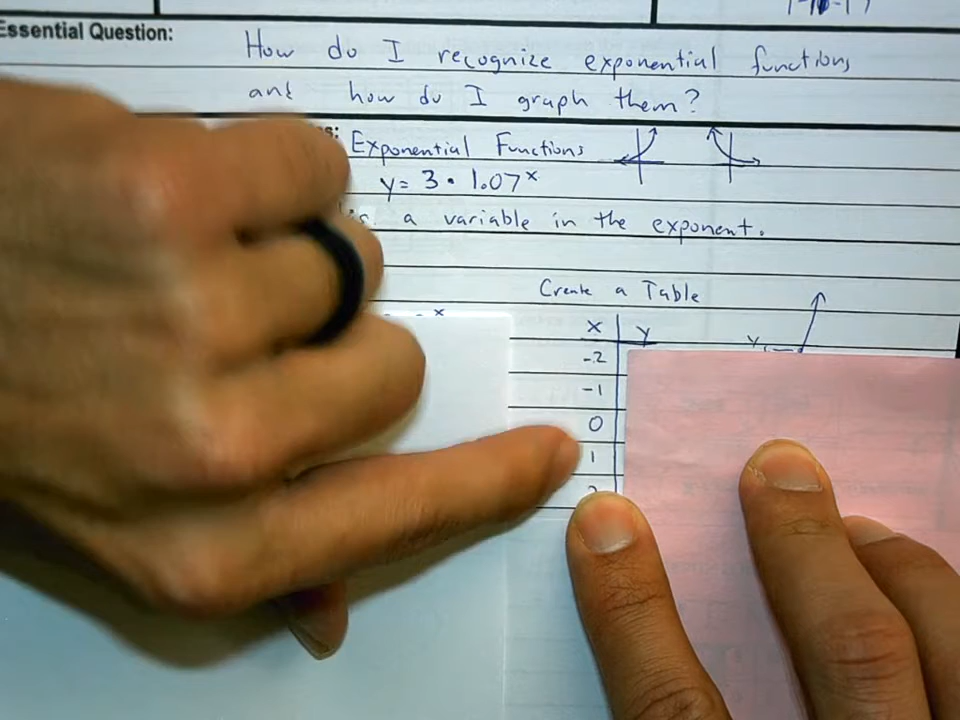 Essential Question:
How do I recognize exponential functions
and how do I graph them?
Exponential Functions
y = 3 • 1.07ˣ
a variable in the exponent.
Create a Table
x
x y
-2
-1
0
1
2
y